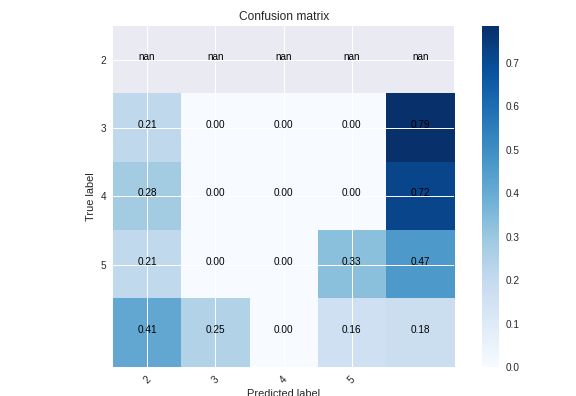 Confusion matrix
2 nan nan nan nan nan
3 0.21 0.00 0.00 0.00 0.79
4 0.28 0.00 0.00 0.00 0.72
5 0.21 0.00 0.00 0.33 0.47
0.41 0.25 0.00 0.16 0.18
2 3 4 5
True label
Predicted label
0.7
0.6
0.5
0.4
0.3
0.2
0.1
0.0